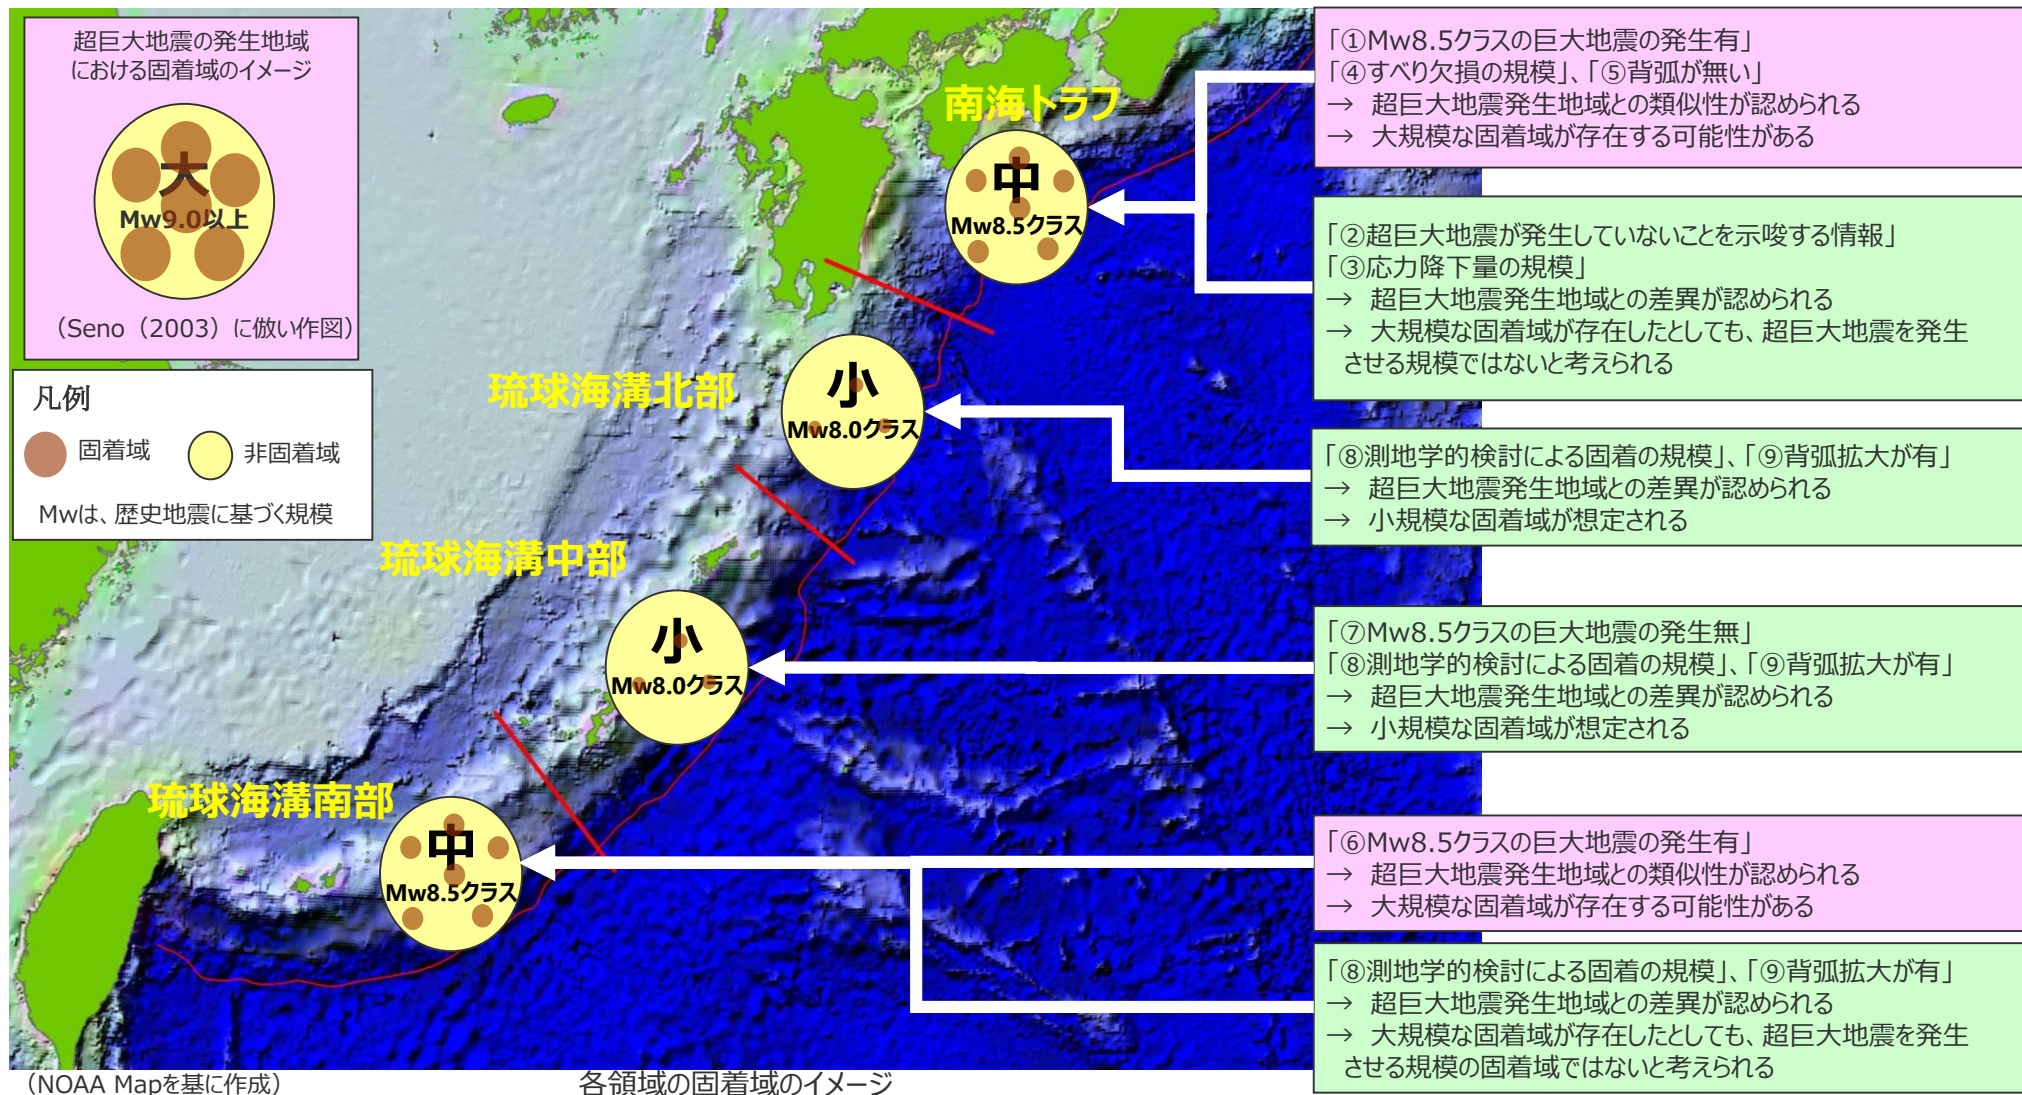 超巨大地震の発生地域
における固着域のイメージ
大
Mw9.0以上
（Seno（2003）に倣い作図）
凡例
固着域
非固着域
Mwは、歴史地震に基づく規模
南海トラフ
中
Mw8.5クラス
琉球海溝北部
小
Mw8.0クラス
琉球海溝中部
小
Mw8.0クラス
琉球海溝南部
中
Mw8.5クラス
「①Mw8.5クラスの巨大地震の発生有」
「④すべり欠損の規模」、「⑤背弧が無い」
→ 超巨大地震発生地域との類似性が認められる
→ 大規模な固着域が存在する可能性がある
「②超巨大地震が発生していないことを示唆する情報」
「③応力降下量の規模」
→ 超巨大地震発生地域との差異が認められる
→ 大規模な固着域が存在したとしても、超巨大地震を発生
させる規模ではないと考えられる
「⑧測地学的検討による固着の規模」、「⑨背弧拡大が有」
→ 超巨大地震発生地域との差異が認められる
→ 小規模な固着域が想定される
「⑦Mw8.5クラスの巨大地震の発生無」
「⑧測地学的検討による固着の規模」、「⑨背弧拡大が有」
→ 超巨大地震発生地域との差異が認められる
→ 小規模な固着域が想定される
「⑥Mw8.5クラスの巨大地震の発生有」
→ 超巨大地震発生地域との類似性が認められる
→ 大規模な固着域が存在する可能性がある
「⑧測地学的検討による固着の規模」、「⑨背弧拡大が有」
→ 超巨大地震発生地域との差異が認められる
→ 大規模な固着域が存在したとしても、超巨大地震を発生
させる規模の固着域ではないと考えられる
（NOAA Mapを基に作成）
各領域の固着域のイメージ